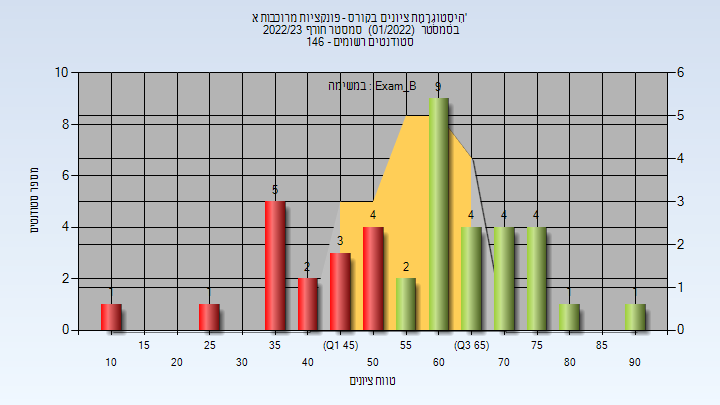 היסטוגרמת ציונים בקורס - פונקציות מרוכבות א'
בסמסטר (01/2022) סמסטר חורף 2022/23
סטודנטים רשומים - 146
במשימה : Exam_B
10 8 6 4 2 0
מספר סטודנטים
6 5 4 3 2 1 0
1 1 5 2 3 4 2 9 4 4 4 1 1
15 25 35 (Q1 45) 55 (Q3 65) 75 85
10 20 30 40 50 60 70 80 90
טווח ציונים